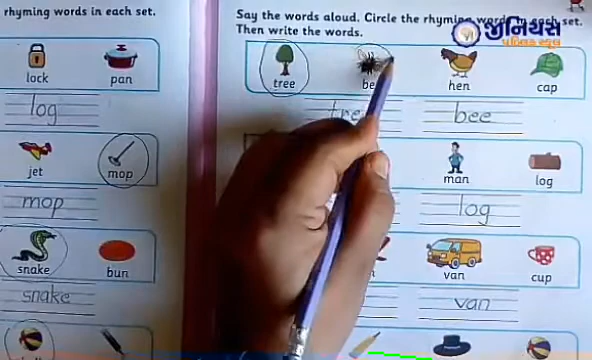 rhyming words in each set.
lock pan
log
jet mop
mop
snake bun
snake
Say the words aloud. Circle the rhyming words in each set.
Then write the words.
જીનિયસ
tree hen cap
bee
man log
log
van cup
van